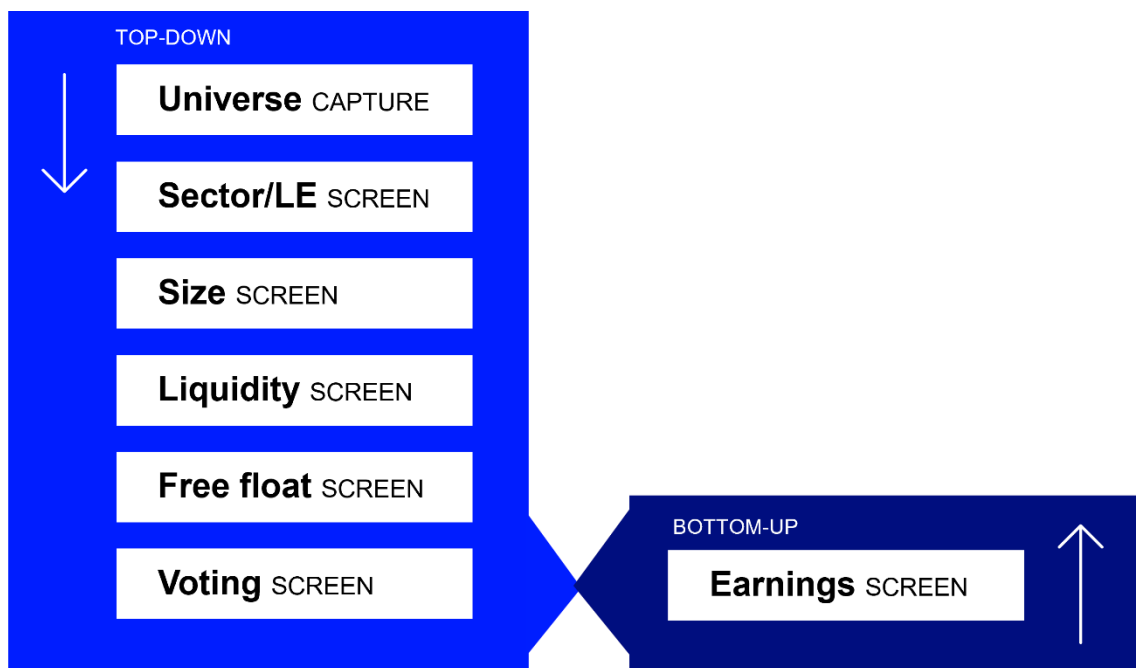 TOP-DOWN
Universe CAPTURE
Sector/LE SCREEN
Size SCREEN
Liquidity SCREEN
Free float SCREEN
Voting SCREEN
BOTTOM-UP
Earnings SCREEN